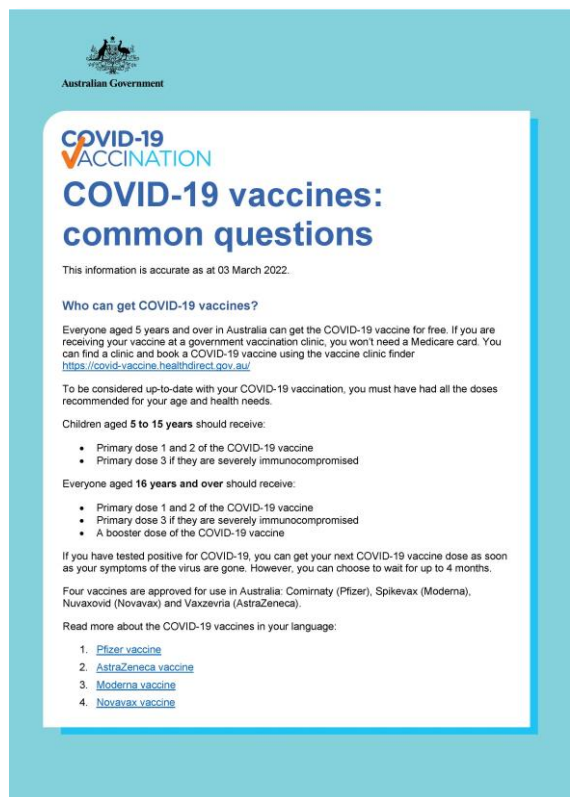 Australian Government
COVID-19
VACCINATION
COVID-19 vaccines:
common questions
This information is accurate as at 03 March 2022.
Who can get COVID-19 vaccines?
Everyone aged 5 years and over in Australia can get the COVID-19 vaccine for free. If you are
receiving your vaccine at a government vaccination clinic, you won't need a Medicare card. You
can find a clinic and book a COVID-19 vaccine using the vaccine clinic finder
https://covid-vaccine.healthdirect.gov.au/
To be considered up-to-date with your COVID-19 vaccination, you must have had all the doses
recommended for your age and health needs.
Children aged 5 to 15 years should receive:
• Primary dose 1 and 2 of the COVID-19 vaccine
• Primary dose 3 if they are severely immunocompromised
Everyone aged 16 years and over should receive:
• Primary dose 1 and 2 of the COVID-19 vaccine
• Primary dose 3 if they are severely immunocompromised
• A booster dose of the COVID-19 vaccine
If you have tested positive for COVID-19, you can get your next COVID-19 vaccine dose as soon
as your symptoms of the virus are gone. However, you can choose to wait for up to 4 months.
Four vaccines are approved for use in Australia: Comirnaty (Pfizer), Spikevax (Moderna),
Nuvaxovid (Novavax) and Vaxzevria (AstraZeneca).
Read more about the COVID-19 vaccines in your language:
1. Pfizer vaccine
2. AstraZeneca vaccine
3. Moderna vaccine
4. Novavax vaccine